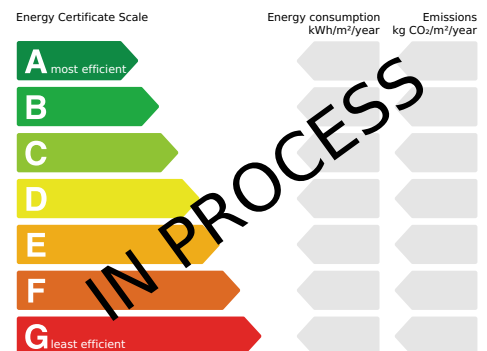 Energy Certificate Scale
Energy consumption
kWh/m²/year
Emissions
kg CO₂/m²/year
A most efficient
B
C
D
E
F
G least efficient
IN PROCESS